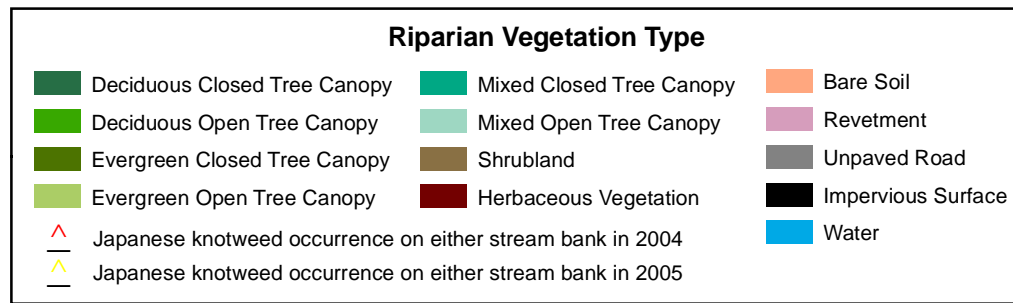 Riparian Vegetation Type
Deciduous Closed Tree Canopy
Deciduous Open Tree Canopy
Evergreen Closed Tree Canopy
Evergreen Open Tree Canopy
^ Japanese knotweed occurrence on either stream bank in 2004
^ Japanese knotweed occurrence on either stream bank in 2005
Mixed Closed Tree Canopy
Mixed Open Tree Canopy
Shrubland
Herbaceous Vegetation
Bare Soil
Revetment
Unpaved Road
Impervious Surface
Water